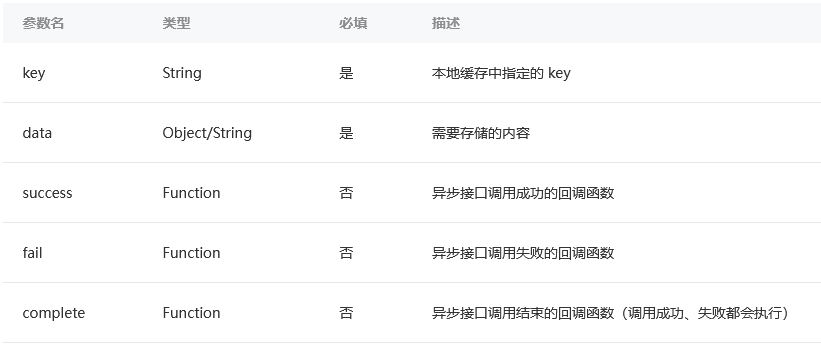 参数名 类型 必填 描述
key String 是 本地缓存中指定的 key
data Object/String 是 需要存储的内容
success Function 否 异步接口调用成功的回调函数
fail Function 否 异步接口调用失败的回调函数
complete Function 否 异步接口调用结束的回调函数（调用成功、失败都会执行）